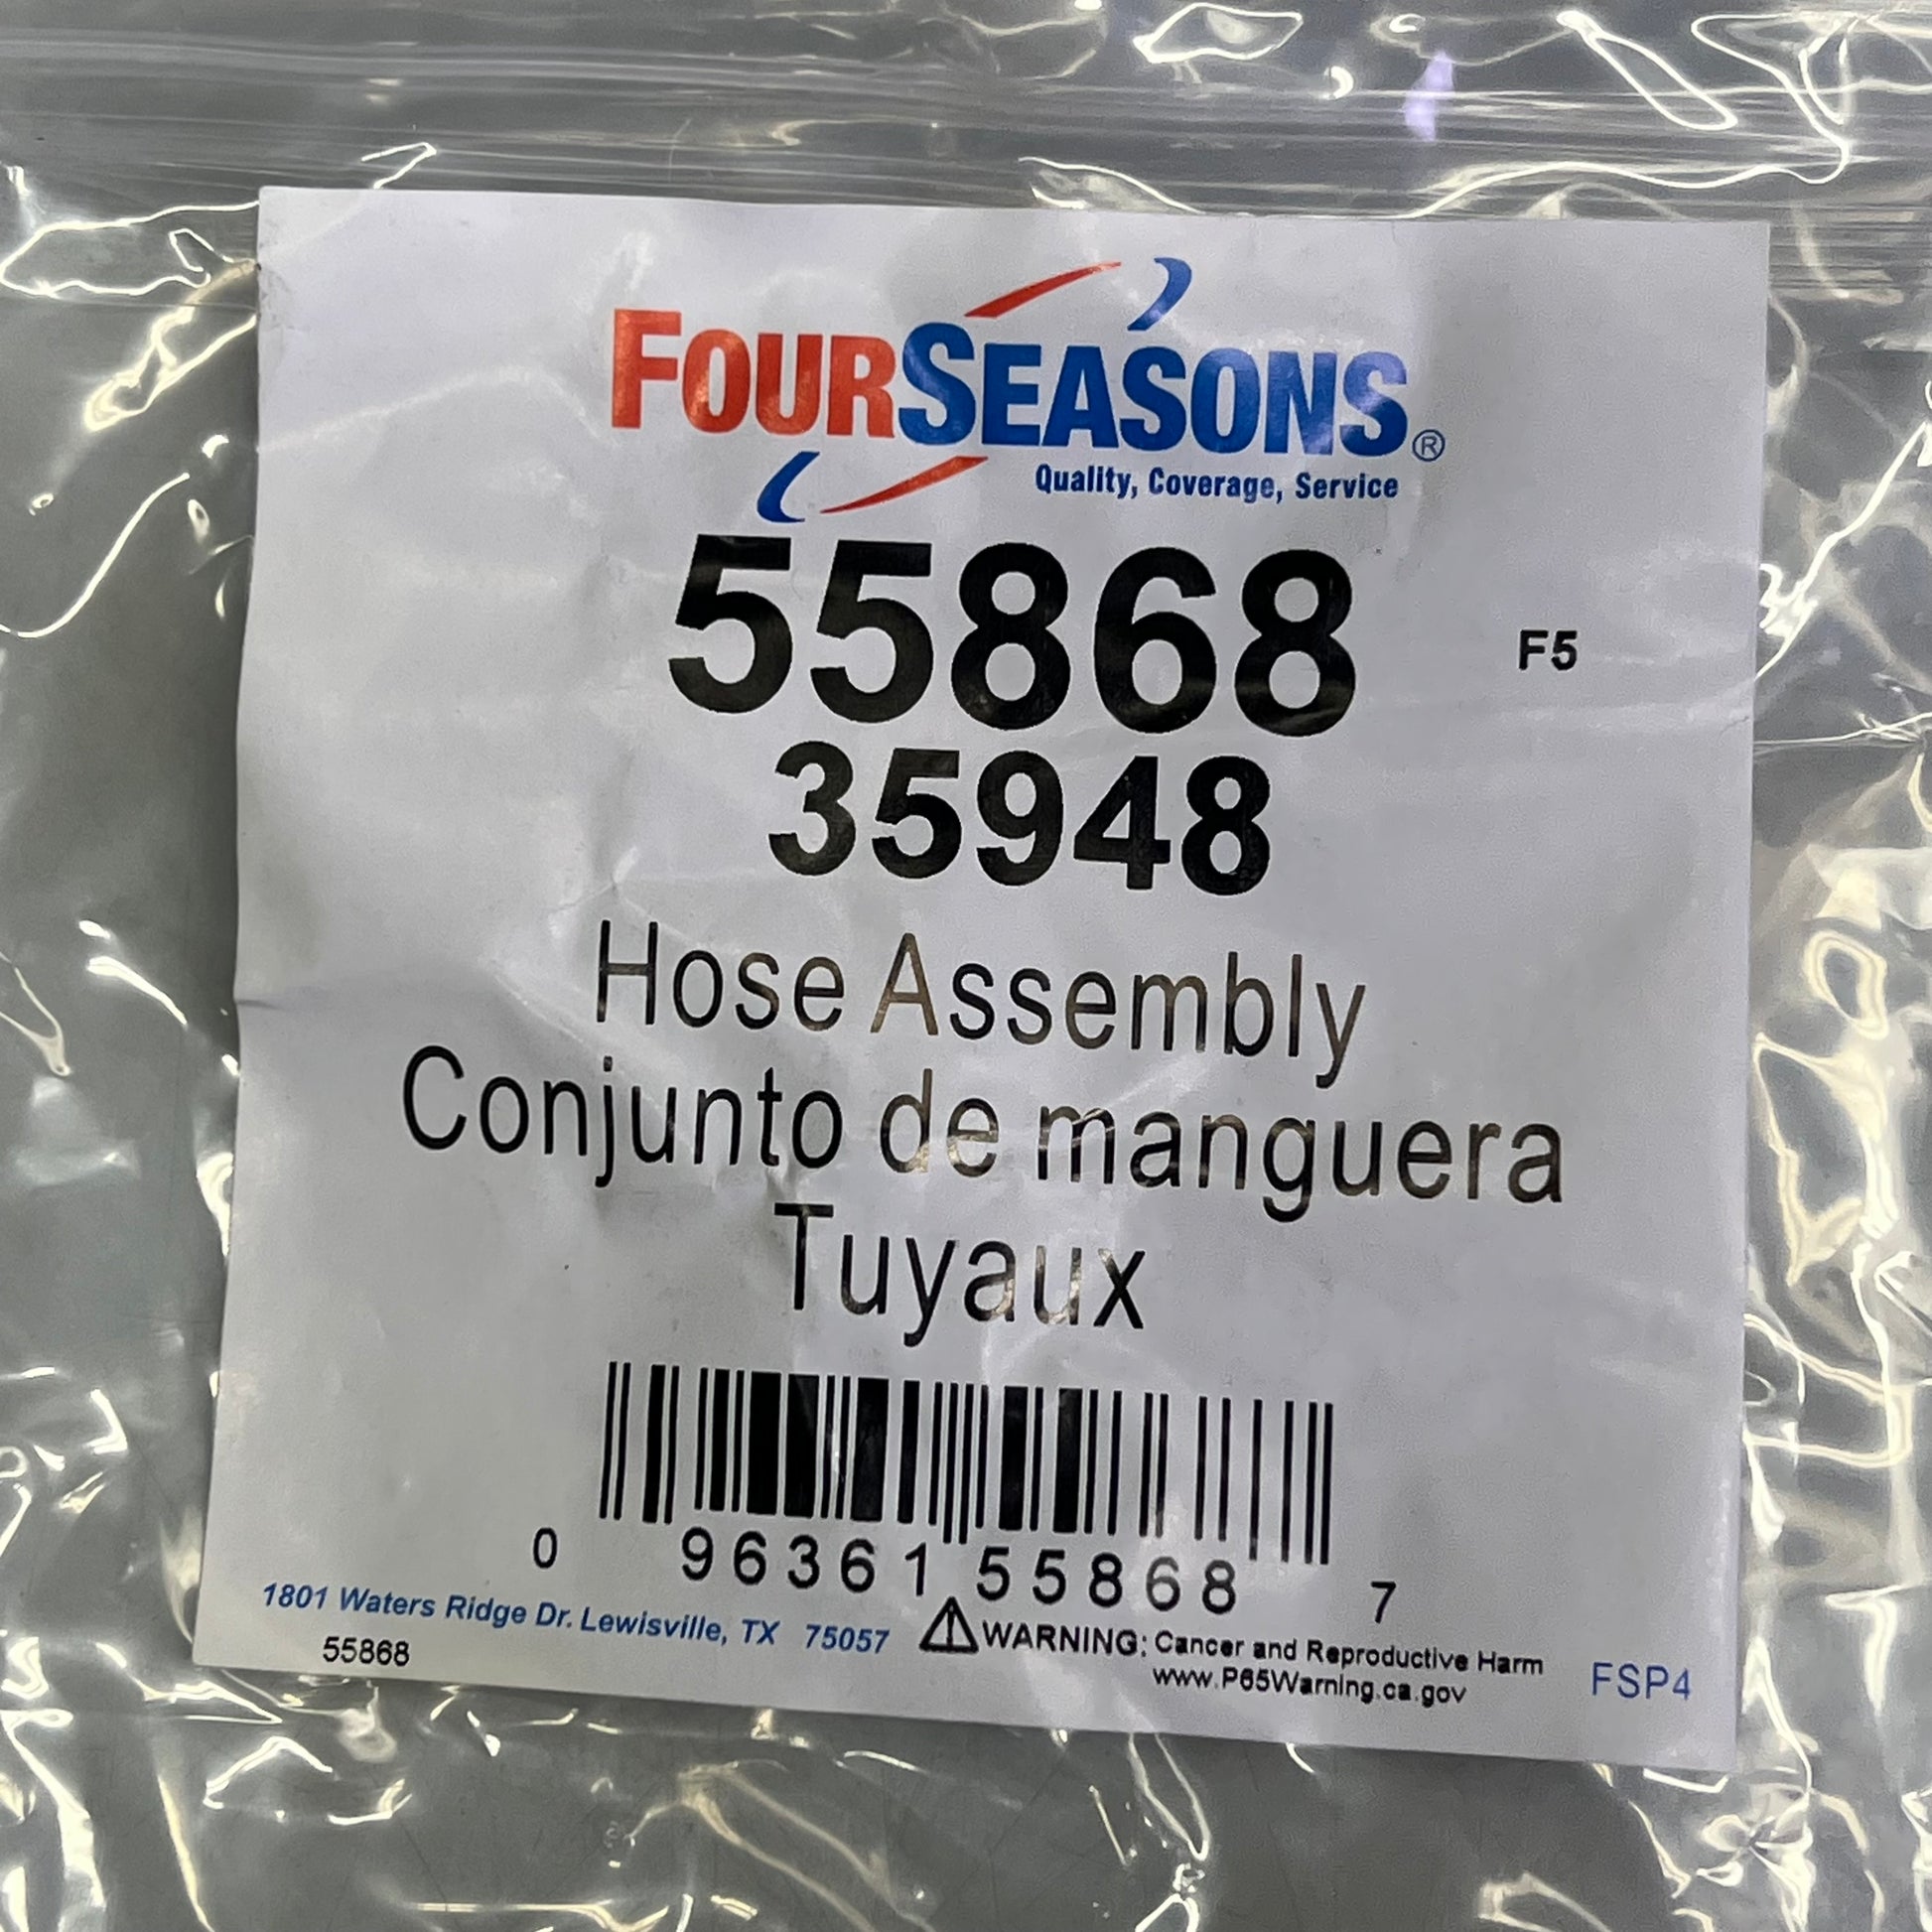 FOURSEASONS®
Quality, Coverage, Service
55868
F5
35948
Hose Assembly
Conjunto de manguera
Tuyaux
0 96361 55868 7
1801 Waters Ridge Dr. Lewisville, TX 75057
55868
WARNING: Cancer and Reproductive Harm
www.P65Warning.ca.gov
FSP4